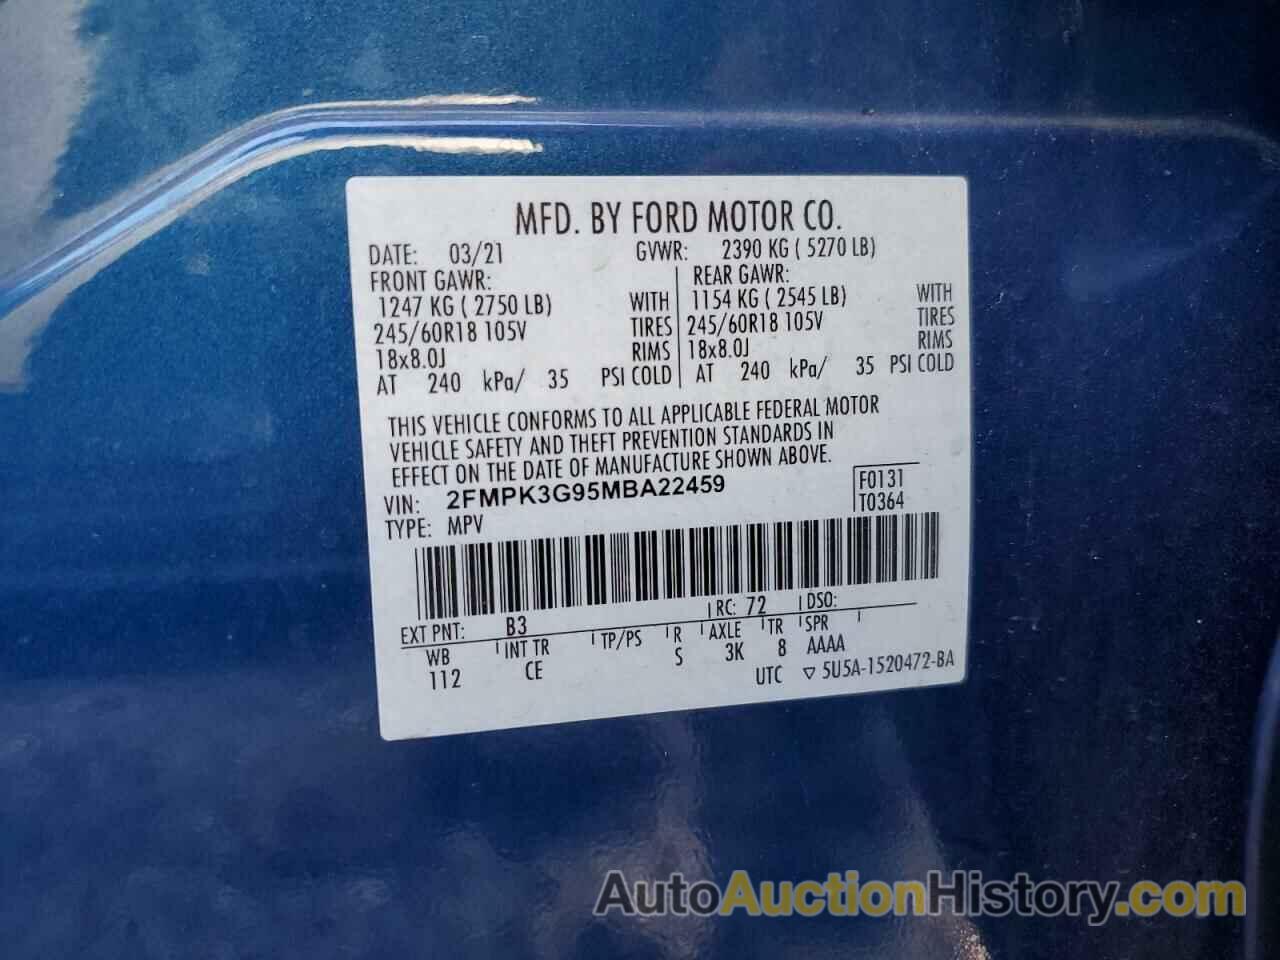 MFD. BY FORD MOTOR CO.
DATE: 03/21 GVWR: 2390 KG ( 5270 LB)
FRONT GAWR: REAR GAWR:
1247 KG ( 2750 LB) WITH 1154 KG ( 2545 LB) WITH
245/60R18 105V TIRES 245/60R18 105V TIRES
18x8.0J RIMS 18x8.0J RIMS
AT 240 kPa/ 35 PSI COLD AT 240 kPa/ 35 PSI COLD
THIS VEHICLE CONFORMS TO ALL APPLICABLE FEDERAL MOTOR
VEHICLE SAFETY AND THEFT PREVENTION STANDARDS IN
EFFECT ON THE DATE OF MANUFACTURE SHOWN ABOVE.
VIN: 2FMPK3G95MBA22459 F0131
TYPE: MPV T0364
EXT PNT: B3 RC: 72 DSO:
WB INT TR TP/PS R AXLE TR SPR
112 CE S 3K 8 AAAA
UTC ▽ 5U5A-1520472-BA
AutoAuctionHistory.com